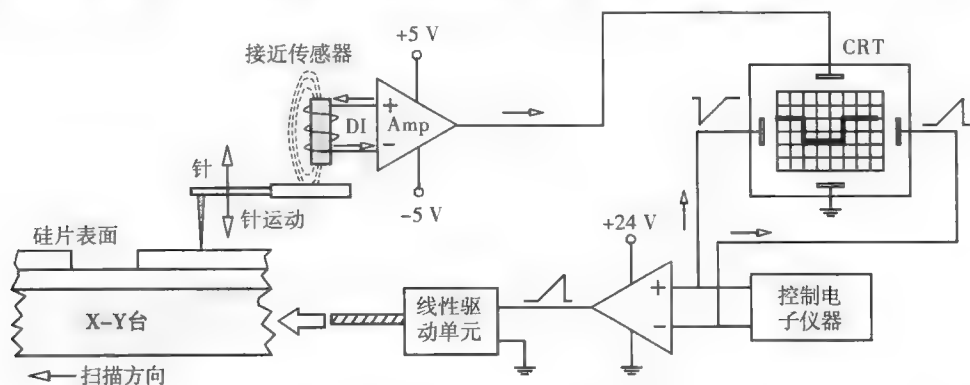 接近传感器
+5 V
CRT
DI
+
Amp
−
针
−5 V
针运动
+24 V
硅片表面
X-Y台
线性驱
动单元
+
−
控制电
子仪器
扫描方向